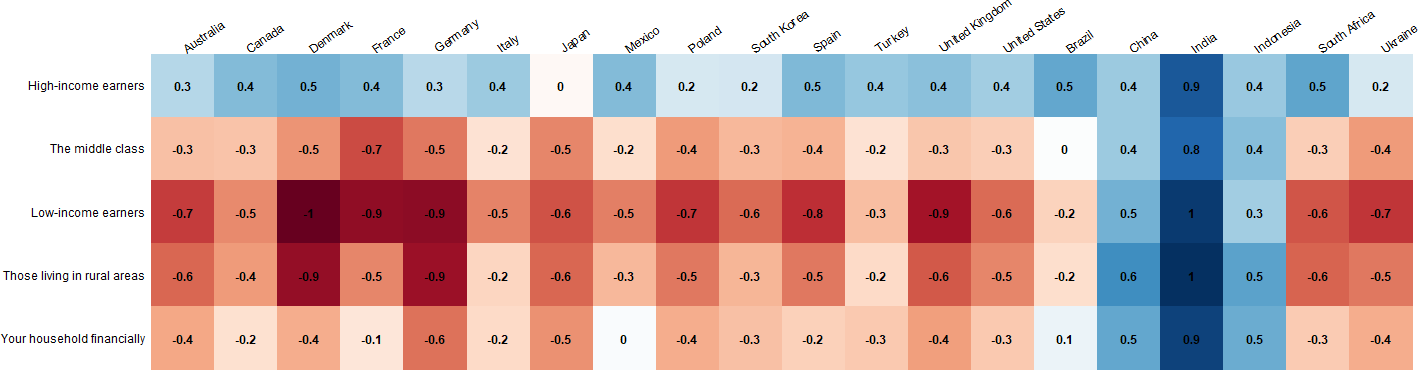 Australia Canada Denmark France Germany Italy Japan Mexico Poland South Korea Spain Turkey United Kingdom United States Brazil China India Indonesia South Africa Ukraine
High-income earners 0.3 0.4 0.5 0.4 0.3 0.4 0 0.4 0.2 0.2 0.5 0.4 0.4 0.4 0.5 0.4 0.9 0.4 0.5 0.2
The middle class -0.3 -0.3 -0.5 -0.7 -0.5 -0.2 -0.5 -0.2 -0.4 -0.3 -0.4 -0.2 -0.3 -0.3 0 0.4 0.8 0.4 -0.3 -0.4
Low-income earners -0.7 -0.5 -1 -0.9 -0.9 -0.5 -0.6 -0.5 -0.7 -0.6 -0.8 -0.3 -0.9 -0.6 -0.2 0.5 1 0.3 -0.6 -0.7
Those living in rural areas -0.6 -0.4 -0.9 -0.5 -0.9 -0.2 -0.6 -0.3 -0.5 -0.3 -0.5 -0.2 -0.6 -0.5 -0.2 0.6 1 0.5 -0.6 -0.5
Your household financially -0.4 -0.2 -0.4 -0.1 -0.6 -0.2 -0.5 0 -0.4 -0.3 -0.2 -0.3 -0.4 -0.3 0.1 0.5 0.9 0.5 -0.3 -0.4